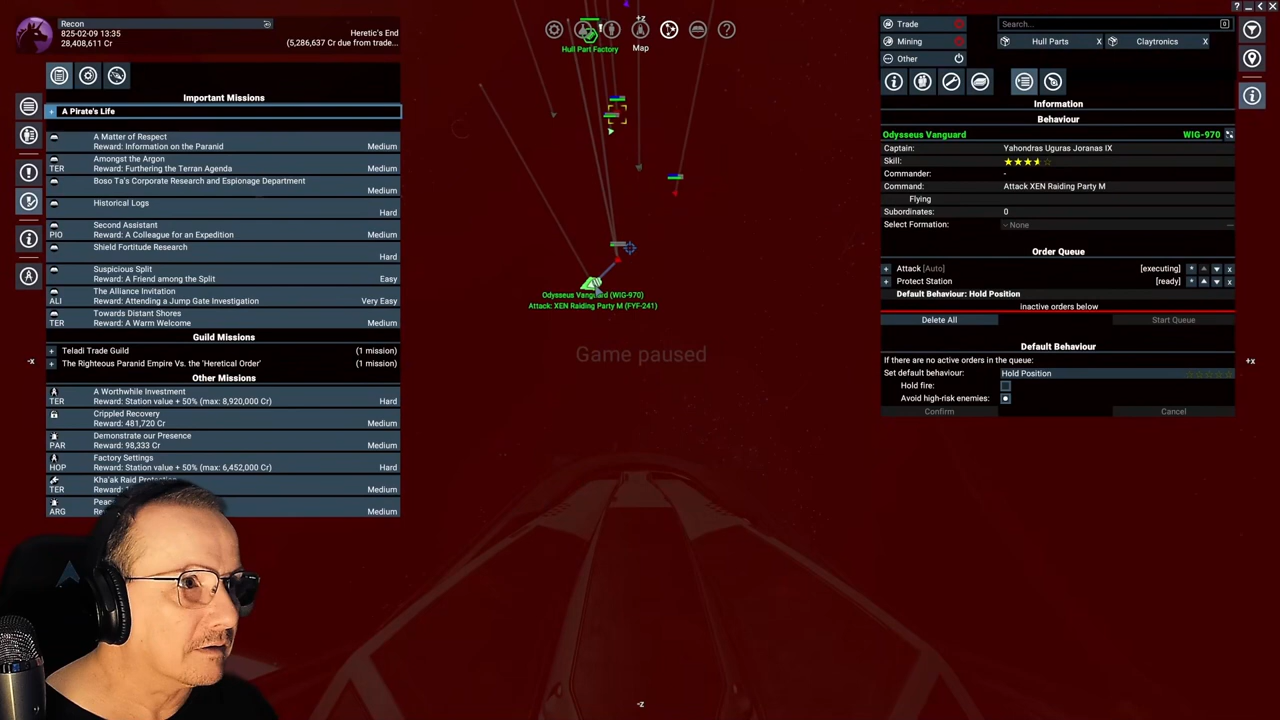 Recon
825-02-09 13:35
28,408,611 Cr
Heretic's End
(5,286,637 Cr due from trade...
Important Missions
A Pirate's Life
A Matter of Respect
Reward: Information on the Paranid
Medium
Amongst the Argon
TER
Reward: Furthering the Terran Agenda
Medium
Boso Ta's Corporate Research and Espionage Department
Medium
Historical Logs
Hard
Second Assistant
PIO
Reward: A Colleague for an Expedition
Medium
Shield Fortitude Research
Hard
Suspicious Split
Reward: A Friend among the Split
Easy
The Alliance Invitation
ALI
Reward: Attending a Jump Gate Investigation
Very Easy
Towards Distant Shores
TER
Reward: A Warm Welcome
Medium
Guild Missions
Teladi Trade Guild
(1 mission)
The Righteous Paranid Empire Vs. the 'Heretical Order'
(1 mission)
Other Missions
A Worthwhile Investment
TER
Reward: Station value + 50% (max: 8,920,000 Cr)
Hard
Crippled Recovery
Reward: 481,720 Cr
Medium
Demonstrate our Presence
PAR
Reward: 98,333 Cr
Medium
Factory Settings
HOP
Reward: Station value + 50% (max: 6,452,000 Cr)
Hard
Kha'ak Raid
TER
Medium
ARG
Medium
+z
Map
Hull Part Factory
Odysseus Vanguard (WIG-970)
Attack: XEN Raiding Party M (FYF-241)
Game paused
-x
+x
-z
Trade
Mining
Other
Search...
0
Hull Parts
X
Claytronics
X
Information
Behaviour
Odysseus Vanguard
WIG-970
Captain:
Yahondras Uguras Joranas IX
Skill:
Commander:
-
Command:
Attack XEN Raiding Party M
Flying
Subordinates:
0
Select Formation:
None
Order Queue
Attack [Auto]
[executing]
Protect Station
[ready]
Default Behaviour: Hold Position
inactive orders below
Delete All
Start Queue
Default Behaviour
If there are no active orders in the queue:
Set default behaviour:
Hold Position
Hold fire:
Avoid high-risk enemies:
Confirm
Cancel